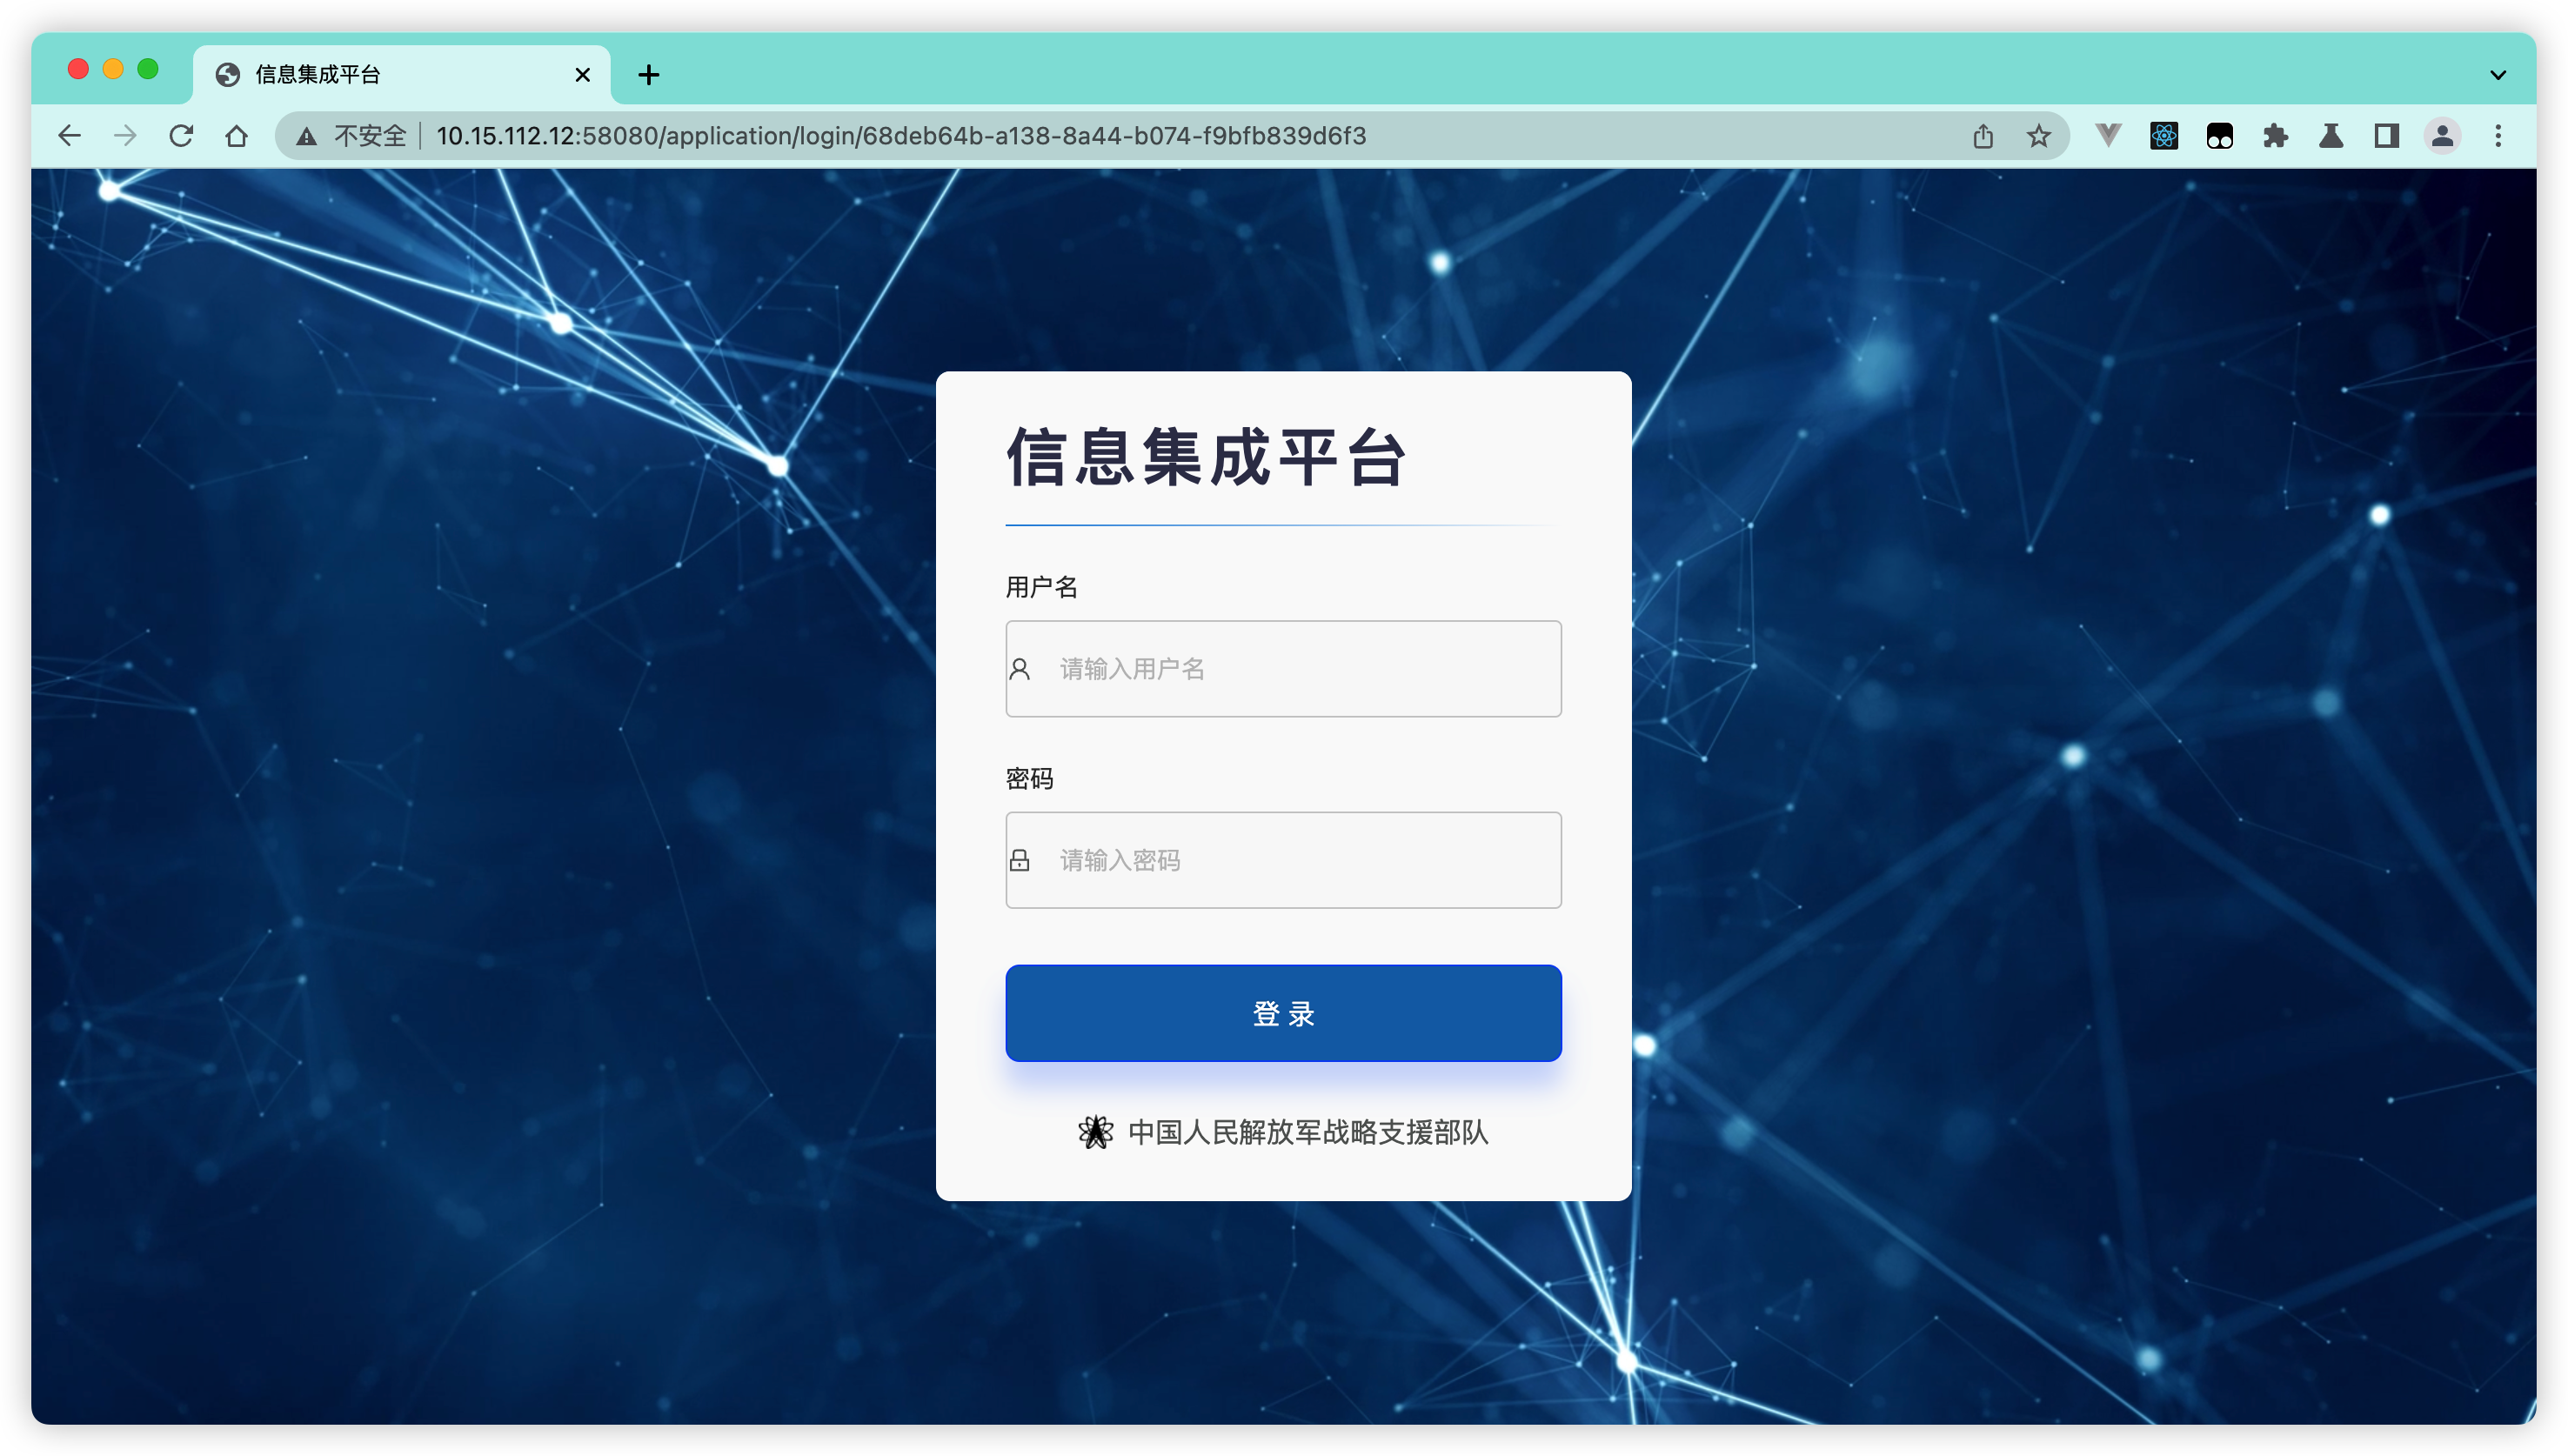 信息集成平台
不安全 10.15.112.12:58080/application/login/68deb64b-a138-8a44-b074-f9bfb839d6f3
信息集成平台
用户名
请输入用户名
密码
请输入密码
登 录
中国人民解放军战略支援部队